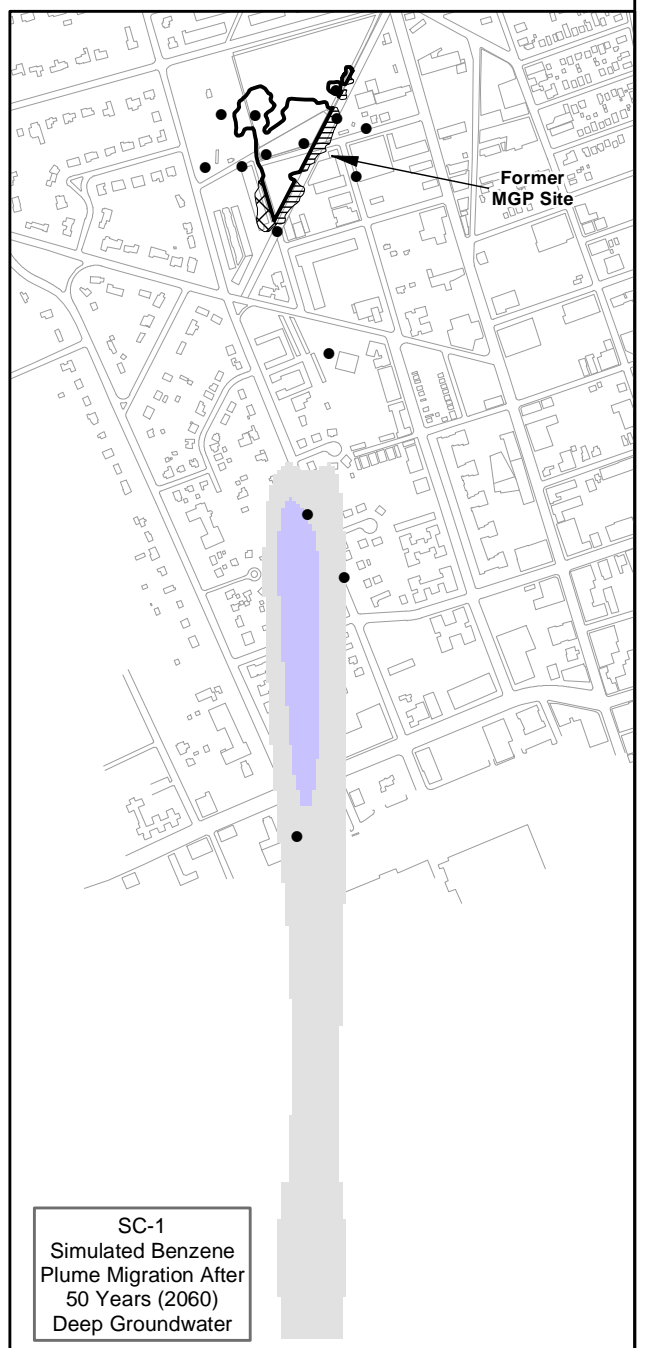 Former
MGP Site
SC-1
Simulated Benzene
Plume Migration After
50 Years (2060)
Deep Groundwater